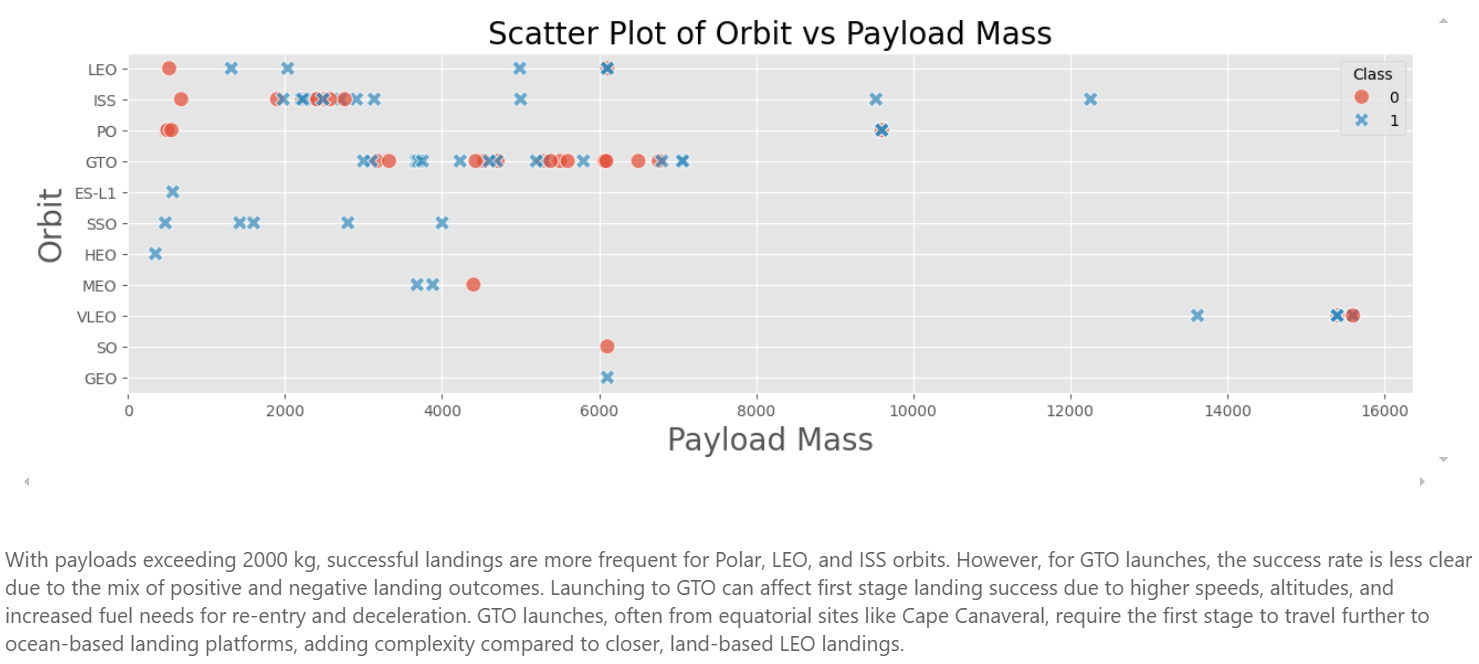 Scatter Plot of Orbit vs Payload Mass
Class
0
1
Orbit
LEO
ISS
PO
GTO
ES-L1
SSO
HEO
MEO
VLEO
SO
GEO
0 2000 4000 6000 8000 10000 12000 14000 16000
Payload Mass
With payloads exceeding 2000 kg, successful landings are more frequent for Polar, LEO, and ISS orbits. However, for GTO launches, the success rate is less clear
due to the mix of positive and negative landing outcomes. Launching to GTO can affect first stage landing success due to higher speeds, altitudes, and
increased fuel needs for re-entry and deceleration. GTO launches, often from equatorial sites like Cape Canaveral, require the first stage to travel further to
ocean-based landing platforms, adding complexity compared to closer, land-based LEO landings.